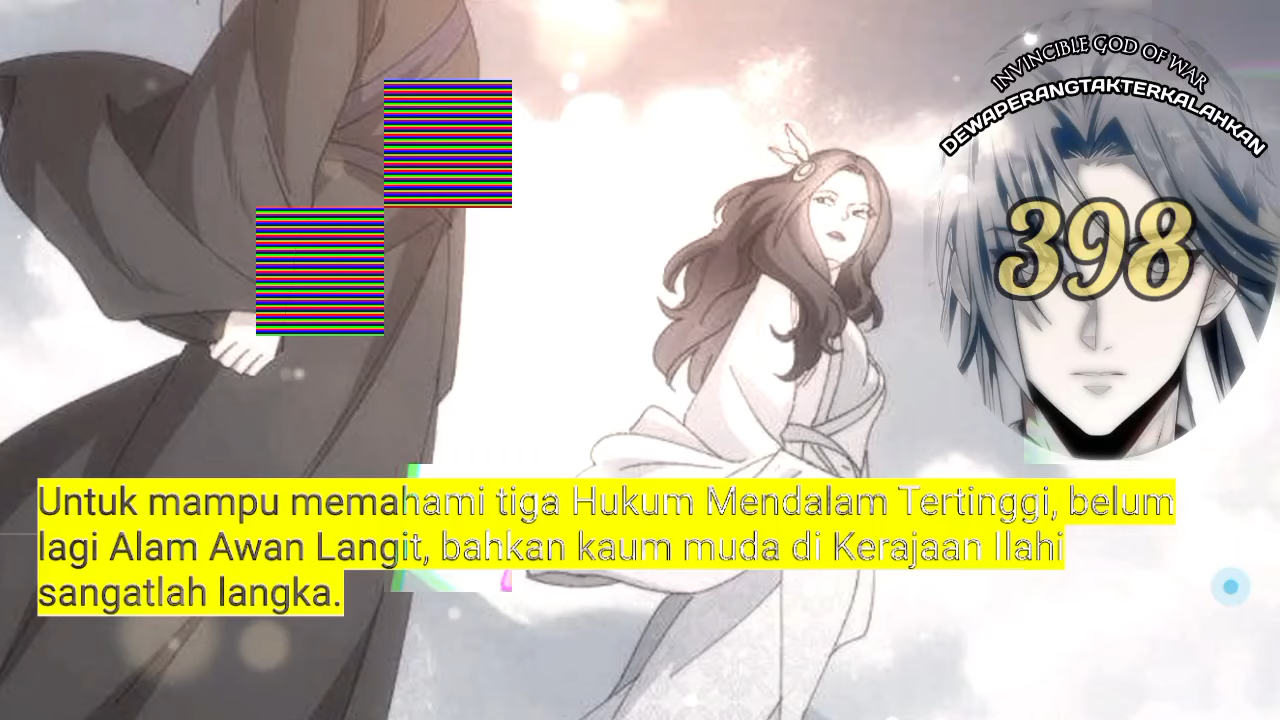 INVINCIBLE GOD OF WAR
DEWAPERANGTAKTERKALAHKAN
398
Untuk mampu memahami tiga Hukum Mendalam Tertinggi, belum
lagi Alam Awan Langit, bahkan kaum muda di Kerajaan Ilahi
sangatlah langka.